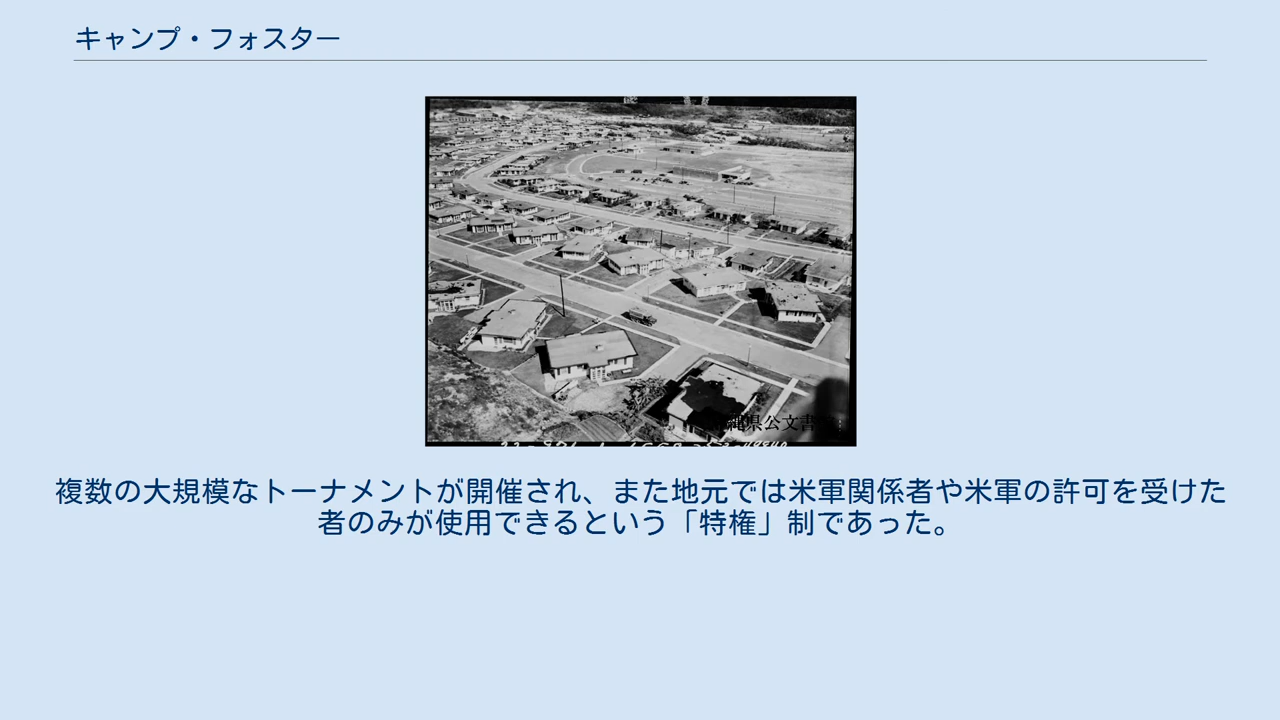 キャンプ・フォスター
縄県公文書
複数の大規模なトーナメントが開催され、また地元では米軍関係者や米軍の許可を受けた
者のみが使用できるという「特権」制であった。